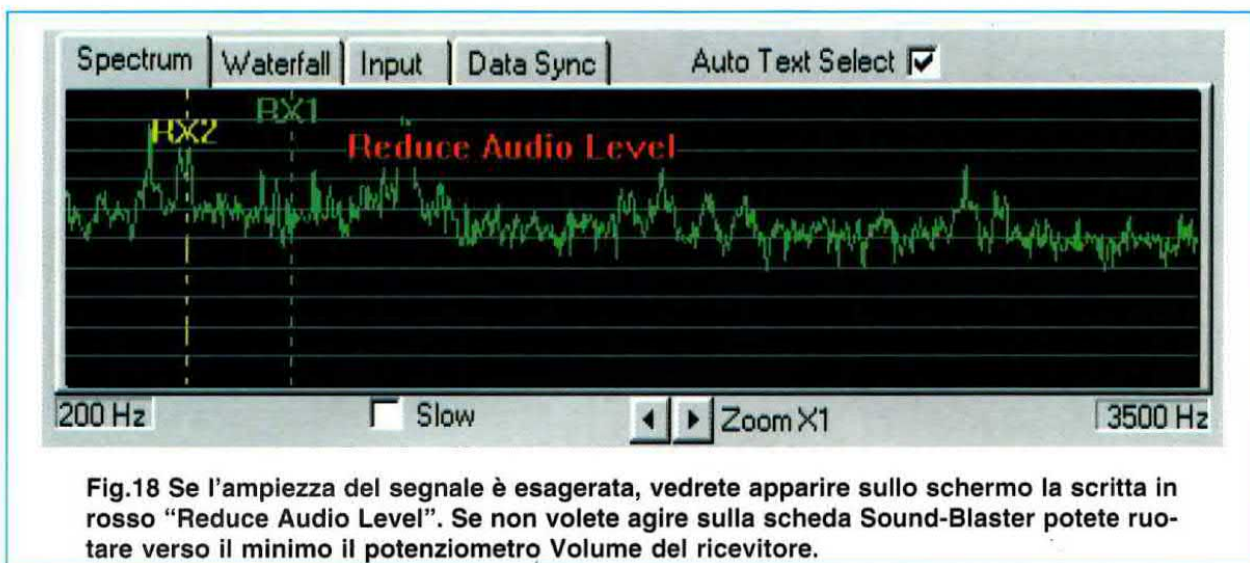 Spectrum Waterfall Input Data Sync Auto Text Select
RX1
RX2
Reduce Audio Level
200 Hz Slow Zoom X1 3500 Hz
Fig.18 Se l'ampiezza del segnale è esagerata, vedrete apparire sullo schermo la scritta in
rosso “Reduce Audio Level”. Se non volete agire sulla scheda Sound-Blaster potete ruo-
tare verso il minimo il potenziometro Volume del ricevitore.